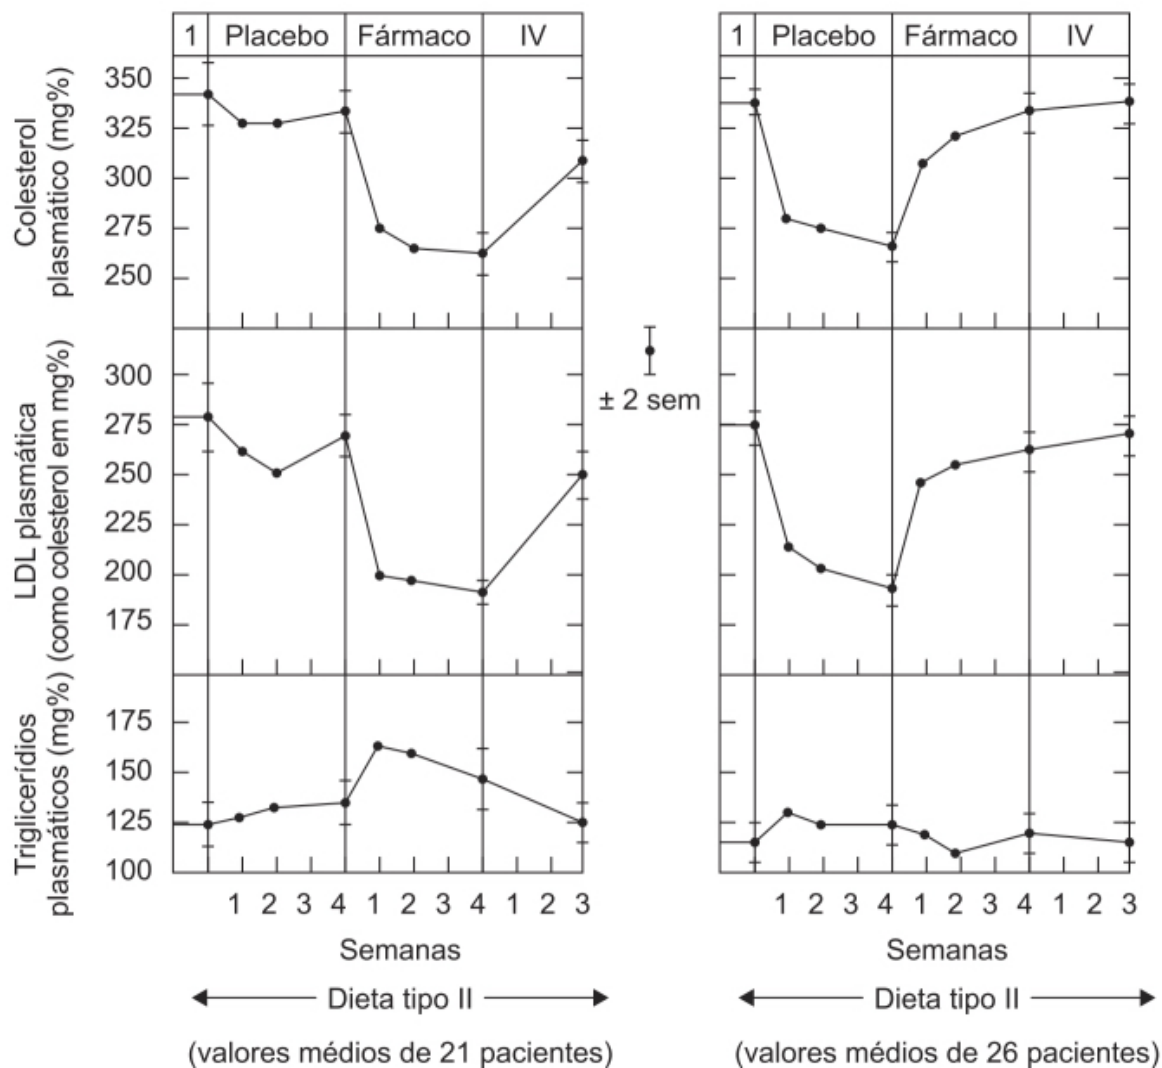 1 Placebo Fármaco IV
1 Placebo Fármaco IV
Colesterol
plasmático (mg%)
350
325
300
275
250
LDL plasmática
(como colesterol em mg%)
300
275
250
225
200
175
± 2 sem
Triglicerídios
plasmáticos (mg%)
175
150
125
100
1 2 3 4 1 2 3 4 1 2 3
Semanas
Dieta tipo II
(valores médios de 21 pacientes)
1 2 3 4 1 2 3 4 1 2 3
Semanas
Dieta tipo II
(valores médios de 26 pacientes)